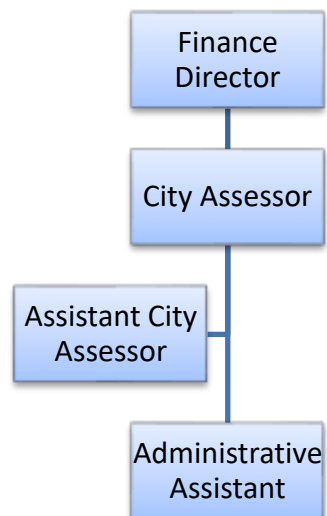 Finance
Director
City Assessor
Assistant City
Assessor
Administrative
Assistant